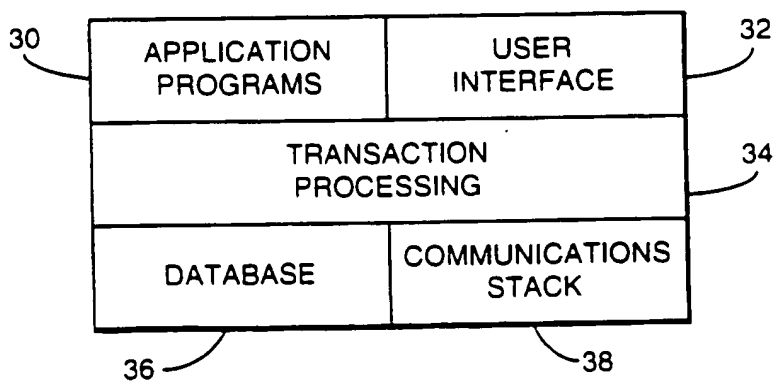 30
APPLICATION
PROGRAMS
USER
INTERFACE
32
TRANSACTION
PROCESSING
34
DATABASE
COMMUNICATIONS
STACK
36
38